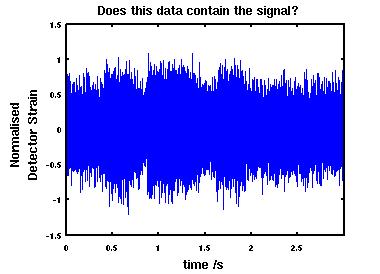 Does this data contain the signal?
1.5
1
0.5
0
-0.5
-1
-1.5
Normalised
Detector Strain
0 0.5 1 1.5 2 2.5
time /s